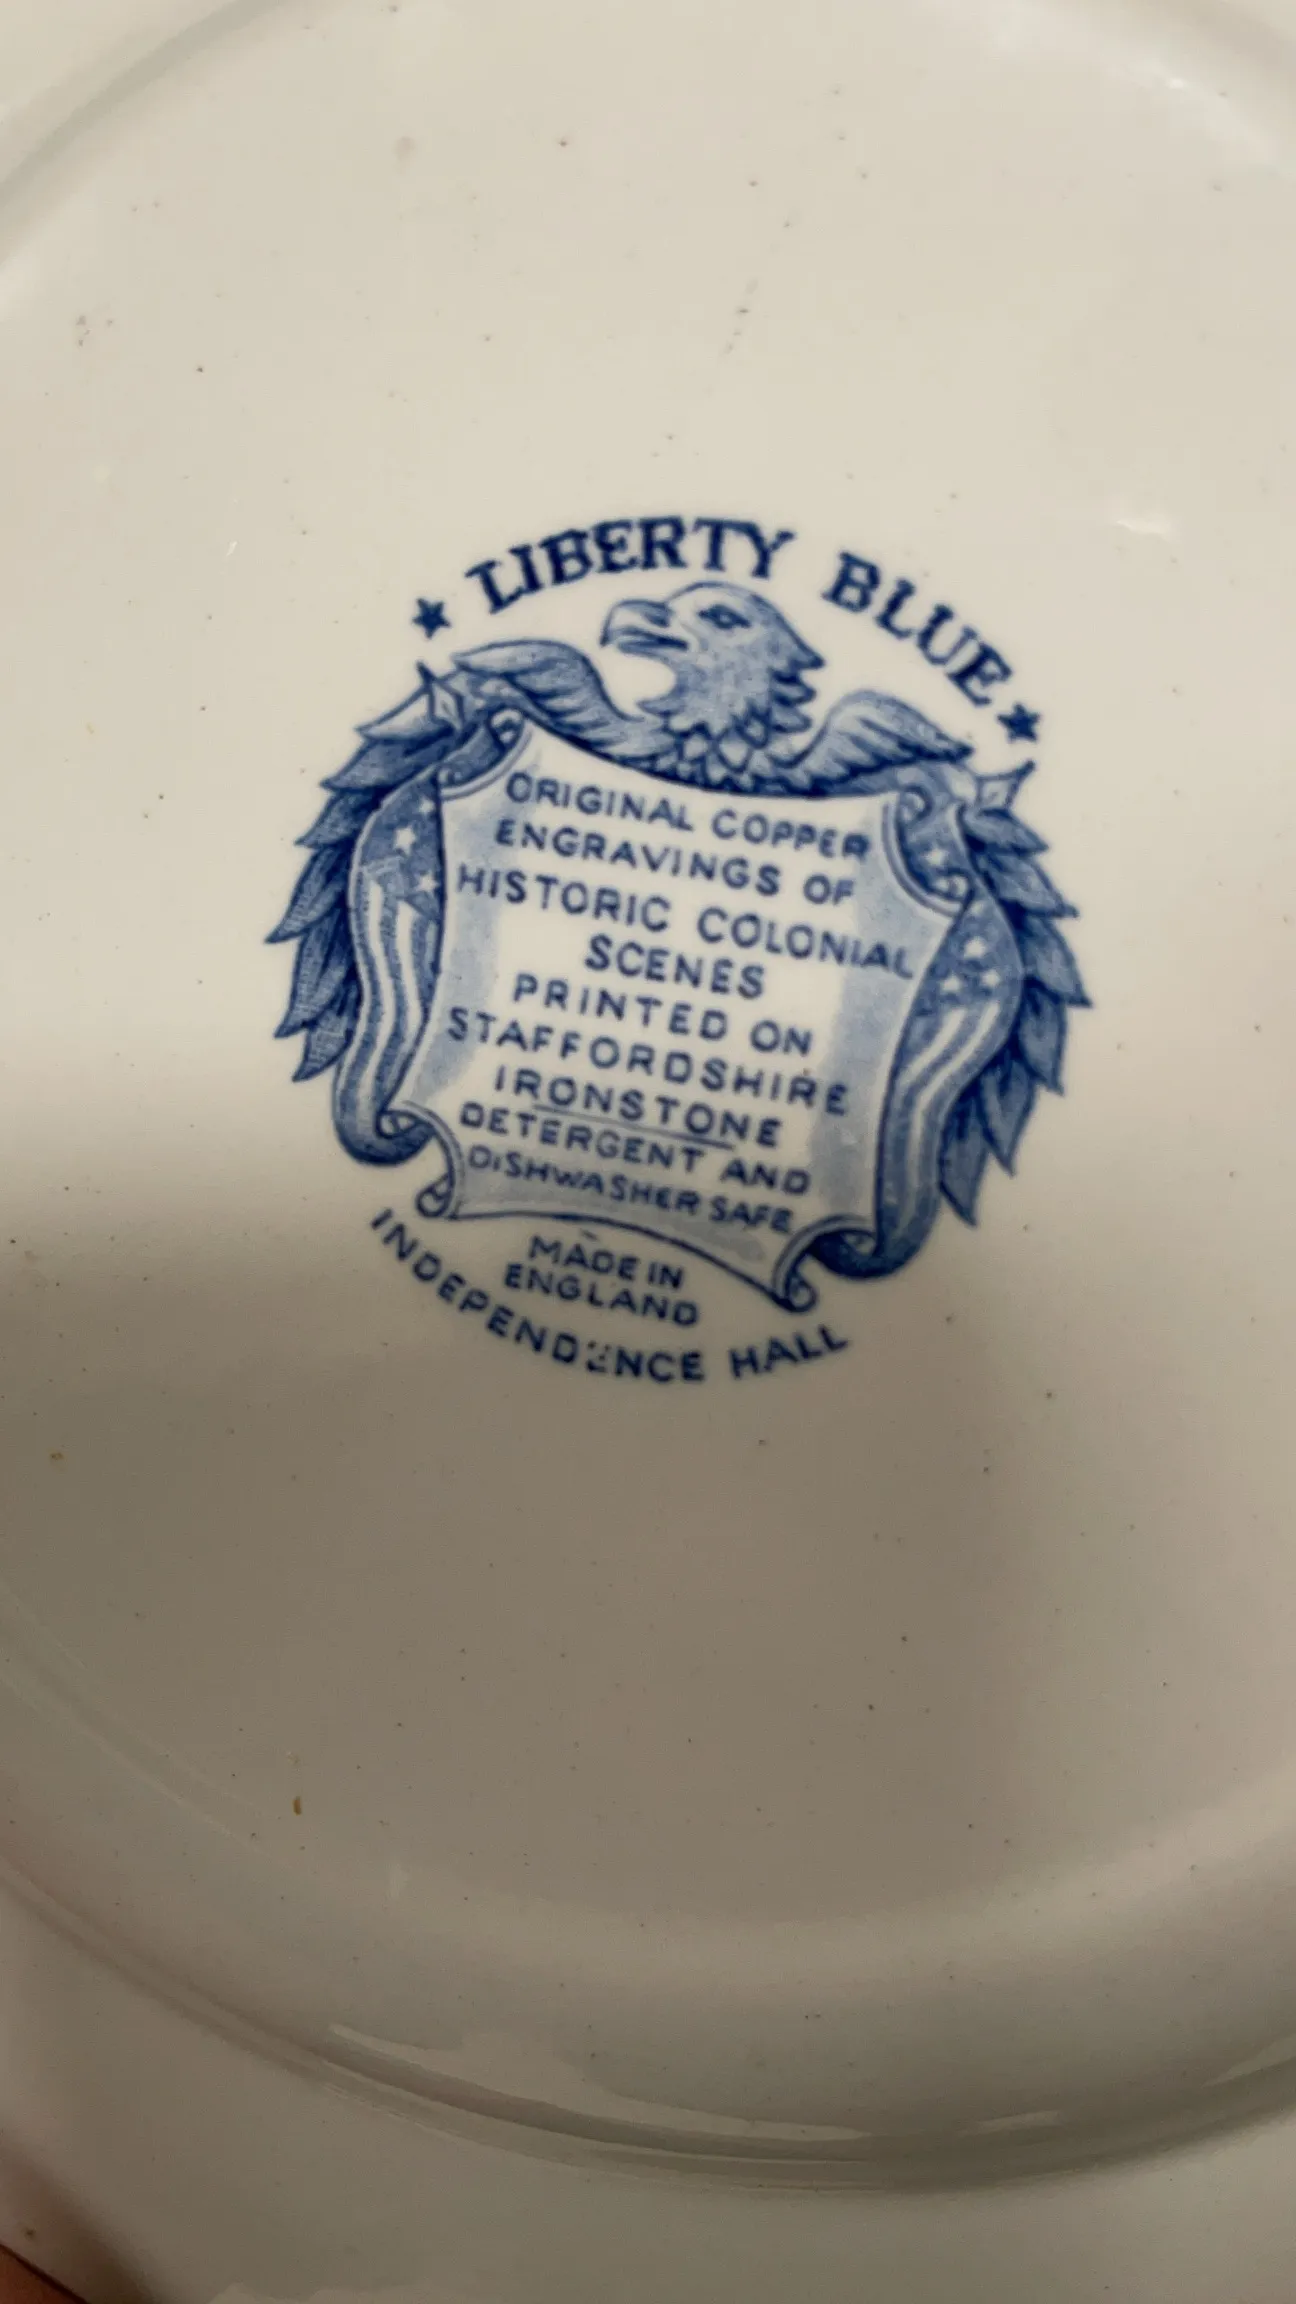 LIBERTY BLUE
ORIGINAL COPPER
ENGRAVINGS OF
HISTORIC COLONIAL
SCENES
PRINTED ON
STAFFORDSHIRE
IRONSTONE
DETERGENT AND
DISHWASHER SAFE
MADE IN
ENGLAND
INDEPENDENCE HALL